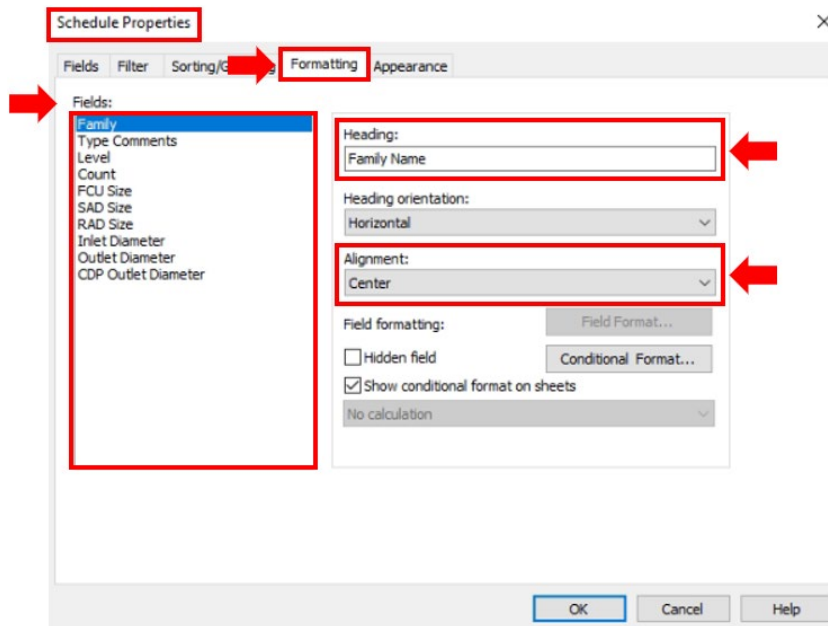 Schedule Properties
Fields Filter Sorting/G g Formatting Appearance
Fields:
Family
Type Comments
Level
Count
FCU Size
SAD Size
RAD Size
Inlet Diameter
Outlet Diameter
CDP Outlet Diameter
Heading:
Family Name
Heading orientation:
Horizontal
Alignment:
Center
Field formatting: Field Format...
Hidden field Conditional Format...
Show conditional format on sheets
No calculation
OK Cancel Help